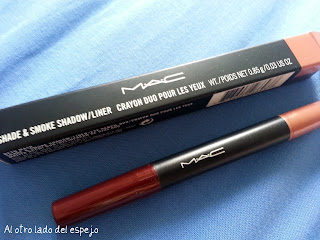 MAC
SHADE & SMOKE SHADOW/LINER CRAYON DUO POUR LES YEUX WT./POIDS NET 0.85 g/0.03 US OZ
MAC
Al otro lado del espejo